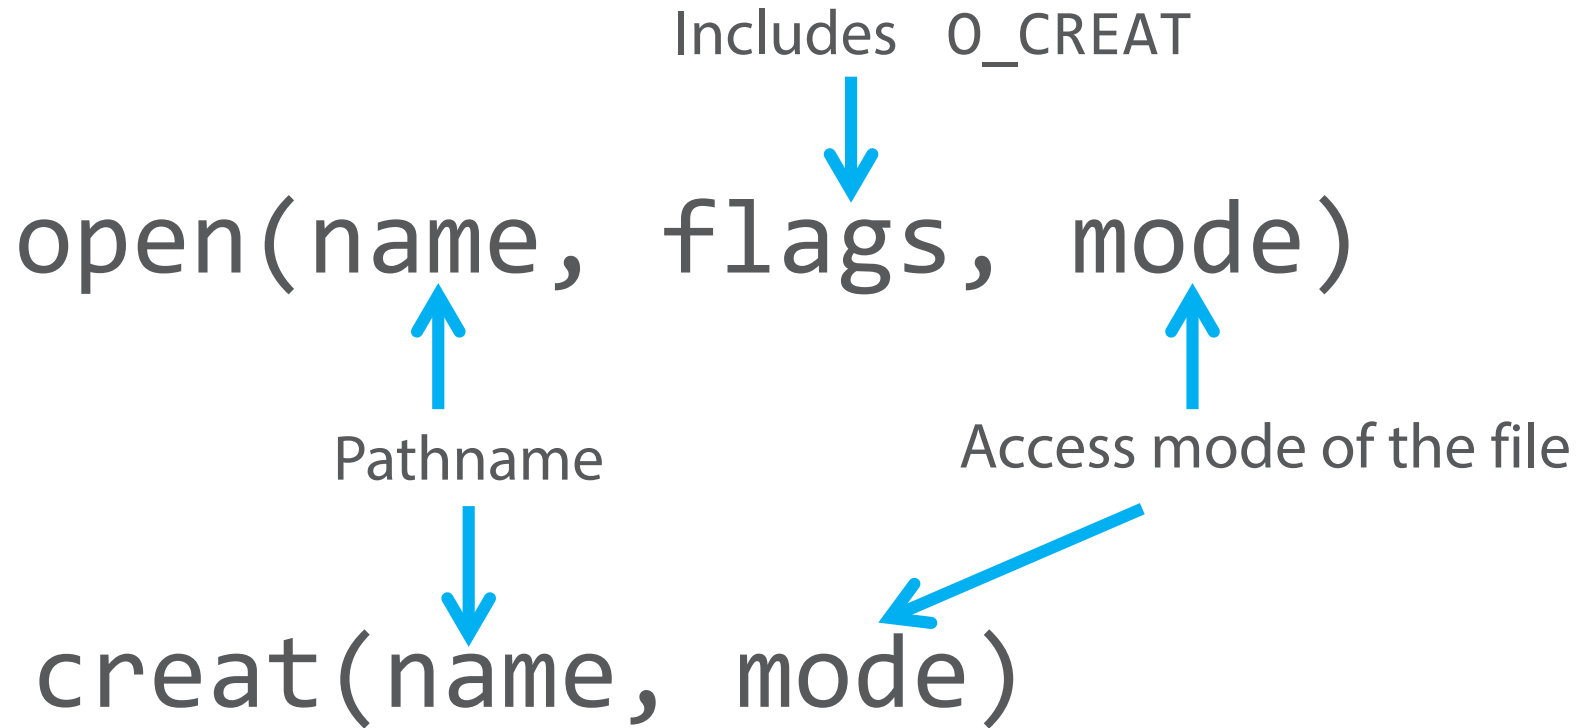 Includes O_CREAT
open(name, flags, mode)
Pathname
Access mode of the file
creat(name, mode)